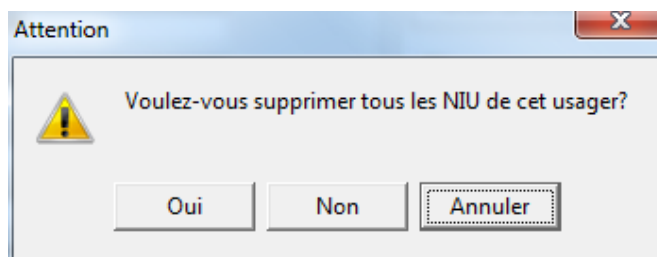 Attention
Voulez-vous supprimer tous les NIU de cet usager?
Oui
Non
Annuler